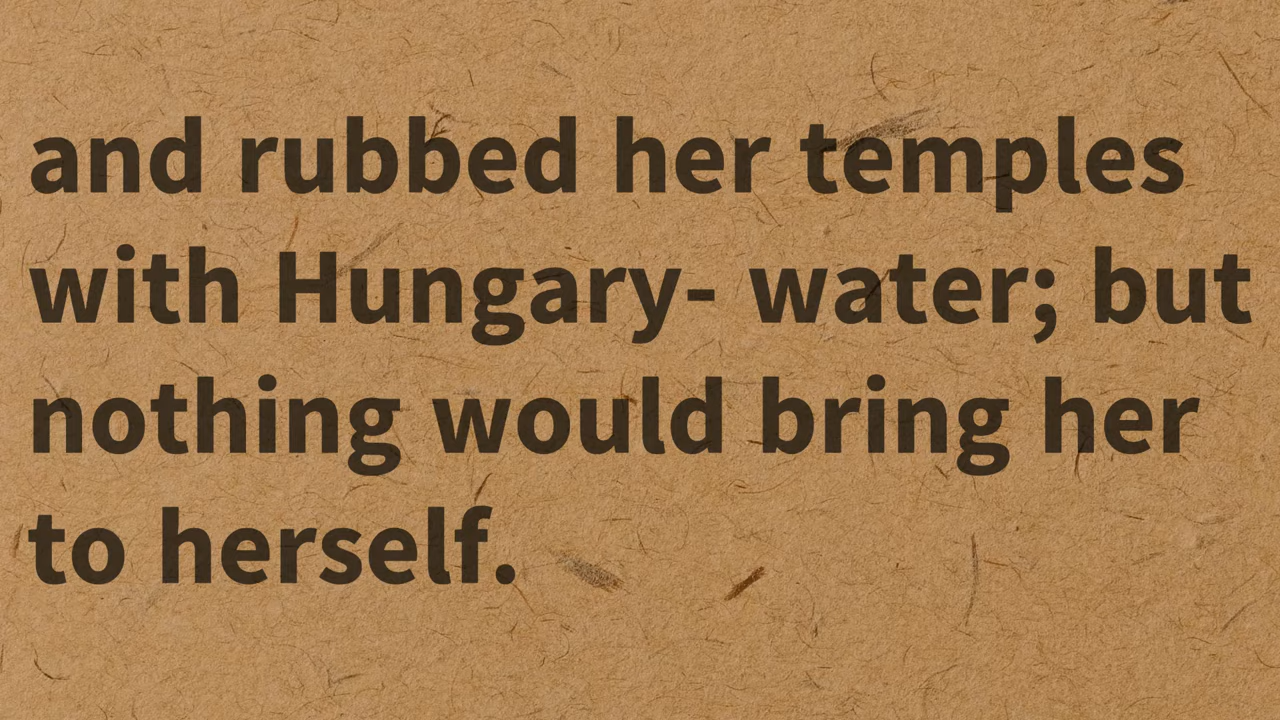 and rubbed her temples
with Hungary- water; but
nothing would bring her
to herself.